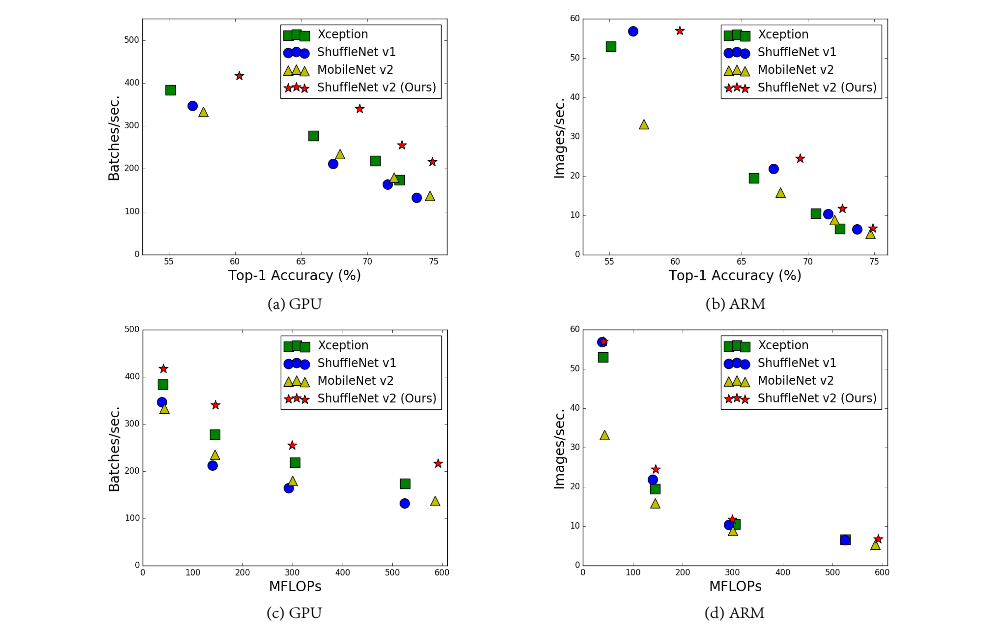 500
400
300
200
100
0
55 60 65 70 75
Batches/sec.
Top-1 Accuracy (%)
Xception
ShuffleNet v1
MobileNet v2
ShuffleNet v2 (Ours)
(a) GPU
60
50
40
30
20
10
0
55 60 65 70 75
Images/sec.
Top-1 Accuracy (%)
Xception
ShuffleNet v1
MobileNet v2
ShuffleNet v2 (Ours)
(b) ARM
500
400
300
200
100
0
0 100 200 300 400 500 600
Batches/sec.
MFLOPs
Xception
ShuffleNet v1
MobileNet v2
ShuffleNet v2 (Ours)
(c) GPU
60
50
40
30
20
10
0
0 100 200 300 400 500 600
Images/sec.
MFLOPs
Xception
ShuffleNet v1
MobileNet v2
ShuffleNet v2 (Ours)
(d) ARM